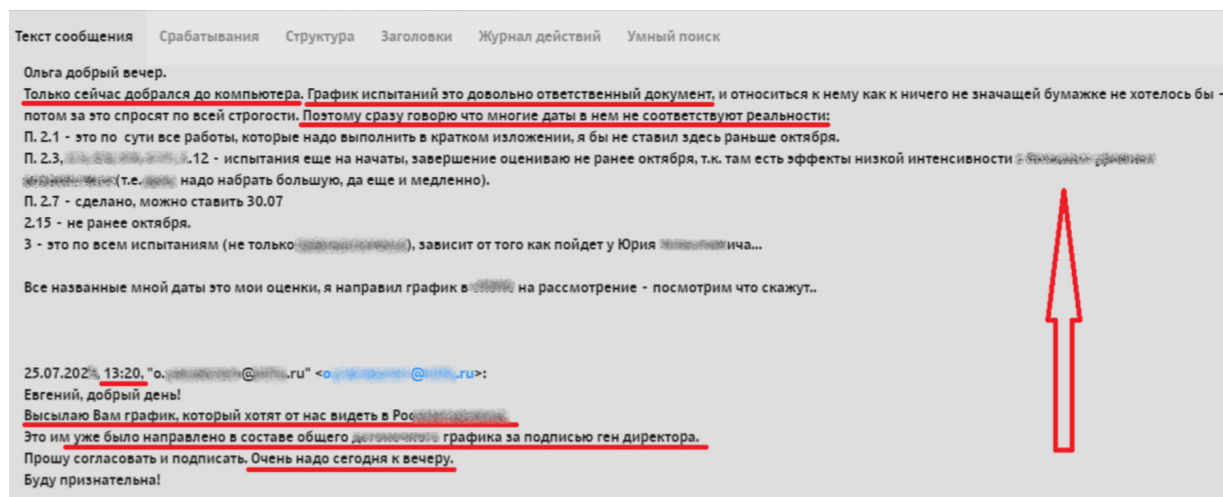 Текст сообщения Срабатывания Структура Заголовки Журнал действий Умный поиск
Ольга добрый вечер.
Только сейчас добрался до компьютера. График испытаний это довольно ответственный документ, и относиться к нему как к ничего не значащей бумажке не хотелось бы -
потом за это спросят по всей строгости. Поэтому сразу говорю что многие даты в нем не соответствуют реальности:
П. 2.1 - это по сути все работы, которые надо выполнить в кратком изложении, я бы не ставил здесь раньше октября.
П. 2.3, .12 - испытания еще на начаты, завершение оцениваю не ранее октября, т.к. там есть эффекты низкой интенсивности
(т.е. надо набрать большую, да еще и медленно).
П. 2.7 - сделано, можно ставить 30.07
2.15 - не ранее октября.
3 - это по всем испытаниям (не только ), зависит от того как пойдет у Юрия ича...
Все названные мной даты это мои оценки, я направил график в на рассмотрение - посмотрим что скажут..
25.07.202 , 13:20, "o. @ .ru" <o @ .ru>:
Евгений, добрый день!
Высылаю Вам график, который хотят от нас видеть в Рос
Это им уже было направлено в составе общего графика за подписью ген директора.
Прошу согласовать и подписать. Очень надо сегодня к вечеру.
Буду признательна!